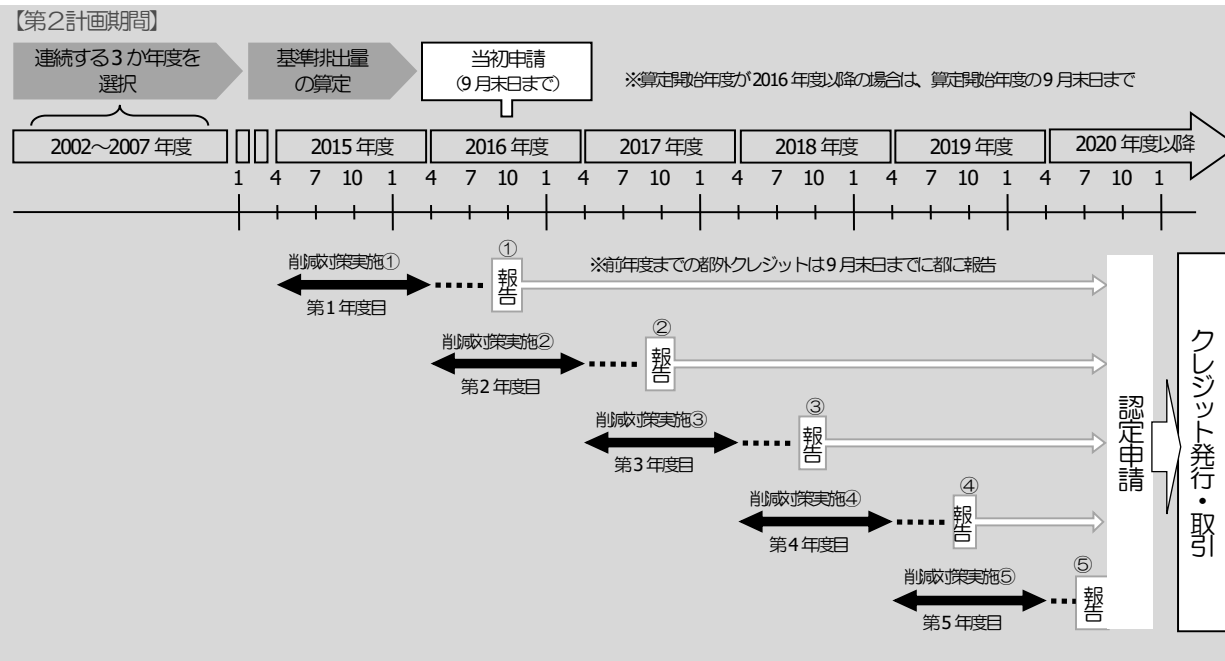 【第2計画期間】
連続する3か年度を
選択
基準排出量
の算定
当初申請
(9月末日まで)
※算定開始年度が2016年度以降の場合は、算定開始年度の9月末日まで
2002～2007年度
2015年度
2016年度
2017年度
2018年度
2019年度
2020年度以降
1 4 7 10 1 4 7 10 1 4 7 10 1 4 7 10 1 4 7 10 1 4 7 10 1
削減対策実施①
第1年度目
①
報告
※前年度までの都外クレジットは9月末日までに都に報告
削減対策実施②
第2年度目
②
報告
削減対策実施③
第3年度目
③
報告
削減対策実施④
第4年度目
④
報告
削減対策実施⑤
第5年度目
⑤
報告
認定申請
クレジット発行・取引